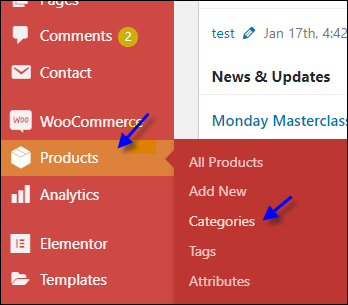 Pages
Comments 2
Contact
WOO WooCommerce
Products
Analytics
Elementor
Templates
test Jan 17th, 4:42
News & Updates
Monday Masterclass
All Products
Add New
Categories
Tags
Attributes